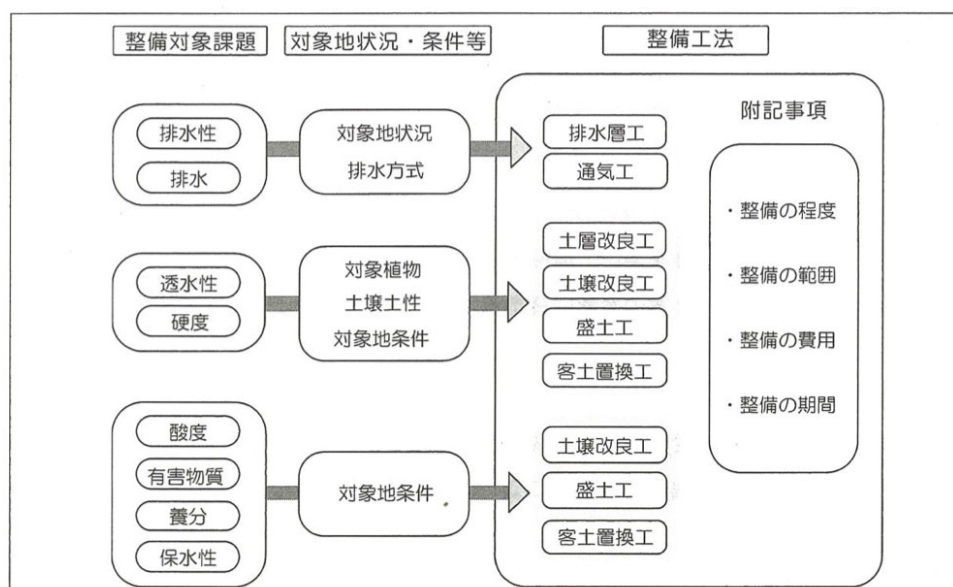 整備対象課題
対象地状況・条件等
整備工法
排水性
排水
対象地状況
排水方式
排水層工
通気工
透水性
硬度
対象植物
土壌土性
対象地条件
土層改良工
土壌改良工
盛土工
客土置換工
酸度
有害物質
養分
保水性
対象地条件
土壌改良工
盛土工
客土置換工
附記事項
・整備の程度
・整備の範囲
・整備の費用
・整備の期間